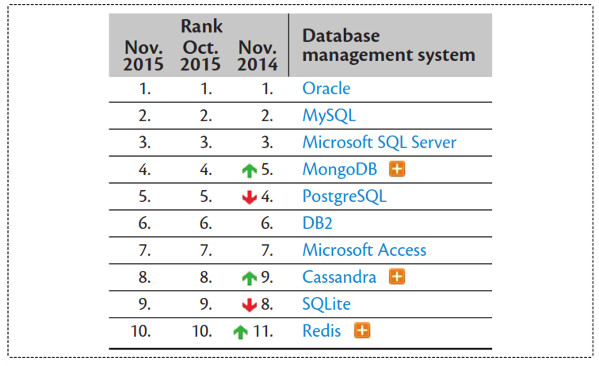 Rank
Nov. 2015 Oct. 2015 Nov. 2014 Database management system
1. 1. 1. Oracle
2. 2. 2. MySQL
3. 3. 3. Microsoft SQL Server
4. 4. 5. MongoDB
5. 5. 4. PostgreSQL
6. 6. 6. DB2
7. 7. 7. Microsoft Access
8. 8. 9. Cassandra
9. 9. 8. SQLite
10. 10. 11. Redis